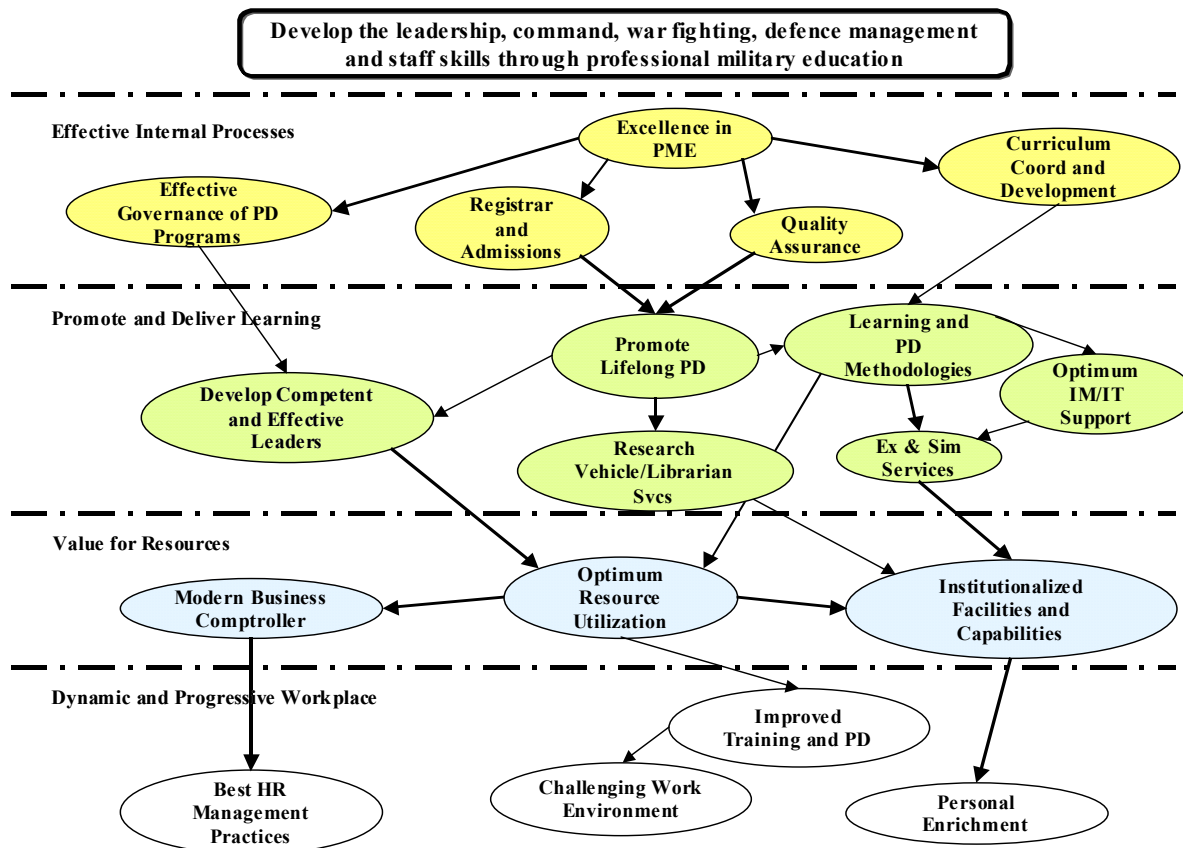 Develop the leadership, command, war fighting, defence management
and staff skills through professional military education
Effective Internal Processes
Excellence in
PME
Curriculum
Coord and
Development
Effective
Governance of PD
Programs
Registrar
and
Admissions
Quality
Assurance
Promote and Deliver Learning
Promote
Lifelong PD
Learning and
PD
Methodologies
Optimum
IM/IT
Support
Develop Competent
and Effective
Leaders
Research
Vehicle/Librarian
Svcs
Ex & Sim
Services
Value for Resources
Modern Business
Comptroller
Optimum
Resource
Utilization
Institutionalized
Facilities and
Capabilities
Dynamic and Progressive Workplace
Improved
Training and PD
Best HR
Management
Practices
Challenging Work
Environment
Personal
Enrichment